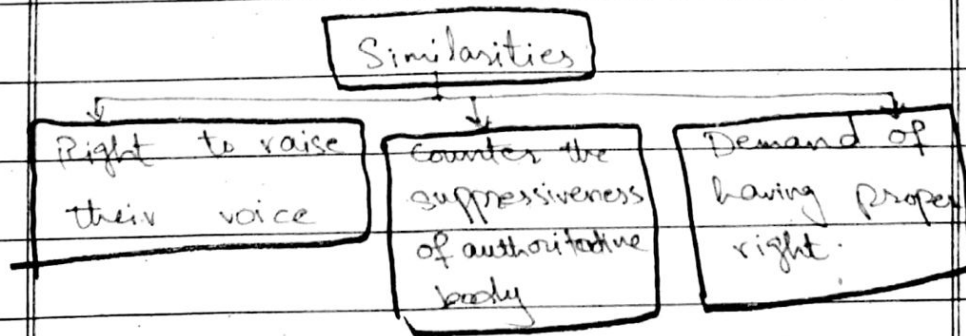 Similarities
Right to raise
their voice
Counter the
suppressiveness
of authoritative
body
Demand of
having proper
right.